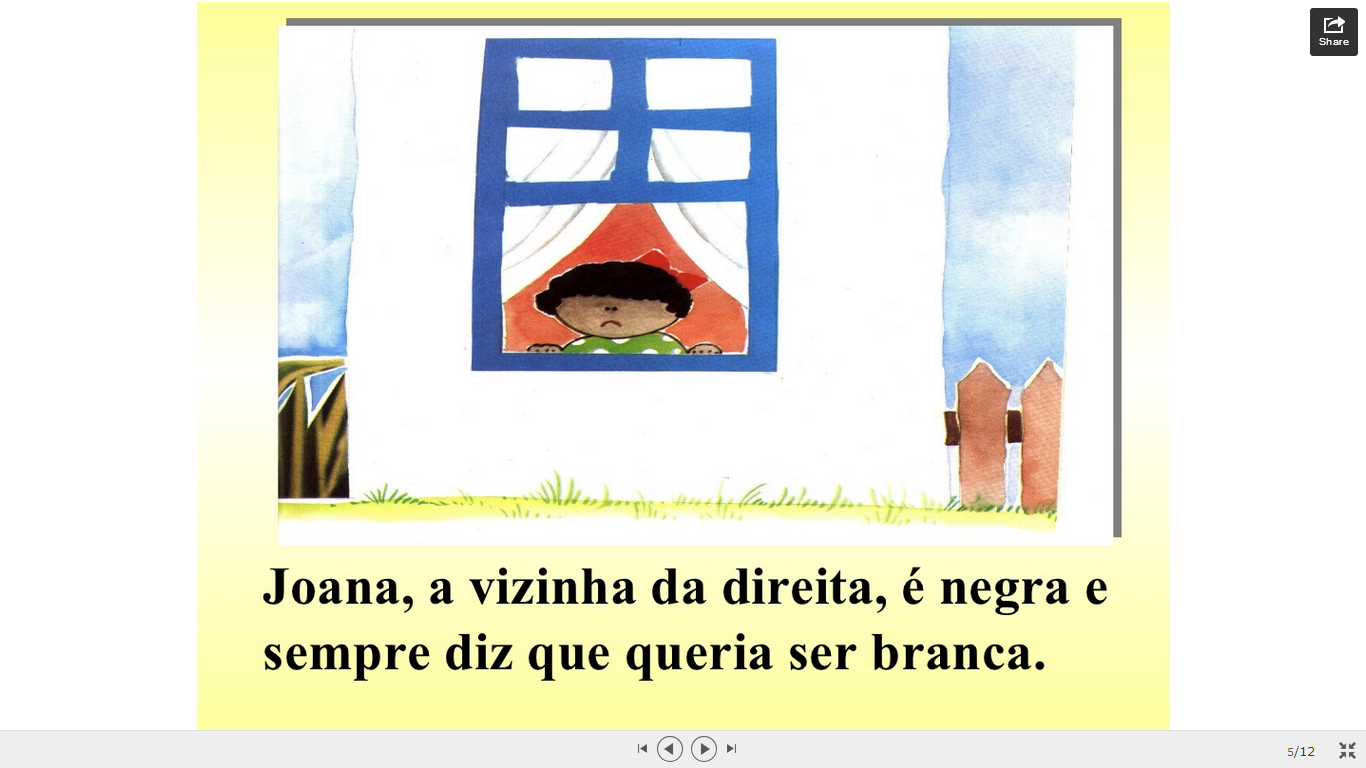 Share
Joana, a vizinha da direita, é negra e
sempre diz que queria ser branca.
5/12